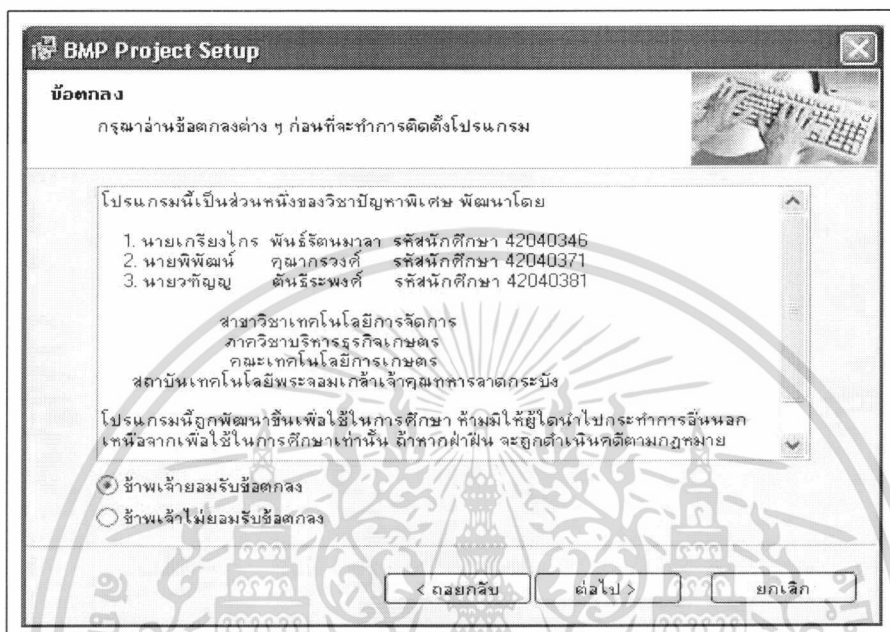 BMP Project Setup
ข้อตกลง
กรุณาอ่านข้อตกลงต่าง ๆ ก่อนที่จะทำการติดตั้งโปรแกรม
โปรแกรมนี้เป็นส่วนหนึ่งของวิชาปัญหาพิเศษ พัฒนาโดย
1. นายเกรียงไกร พันธ์รัตนมาลา รหัสนักศึกษา 42040346
2. นายพิพัฒน์ คุณากรวงศ์ รหัสนักศึกษา 42040371
3. นายวทัญญู ตันธีระพงศ์ รหัสนักศึกษา 42040381
สาขาวิชาเทคโนโลยีการจัดการ
ภาควิชาบริหารธุรกิจเกษตร
คณะเทคโนโลยีการเกษตร
สถาบันเทคโนโลยีพระจอมเกล้าเจ้าคุณทหารลาดกระบัง
โปรแกรมนี้ถูกพัฒนาขึ้นเพื่อใช้ในการศึกษา ห้ามมิให้ผู้ใดนำไปกระทำการอื่นนอก
เหนือจากเพื่อใช้ในการศึกษาเท่านั้น ถ้าหากฝ่าฝืน จะถูกดำเนินคดีตามกฎหมาย
ข้าพเจ้ายอมรับข้อตกลง
ข้าพเจ้าไม่ยอมรับข้อตกลง
< ถอยกลับ ต่อไป > ยกเลิก